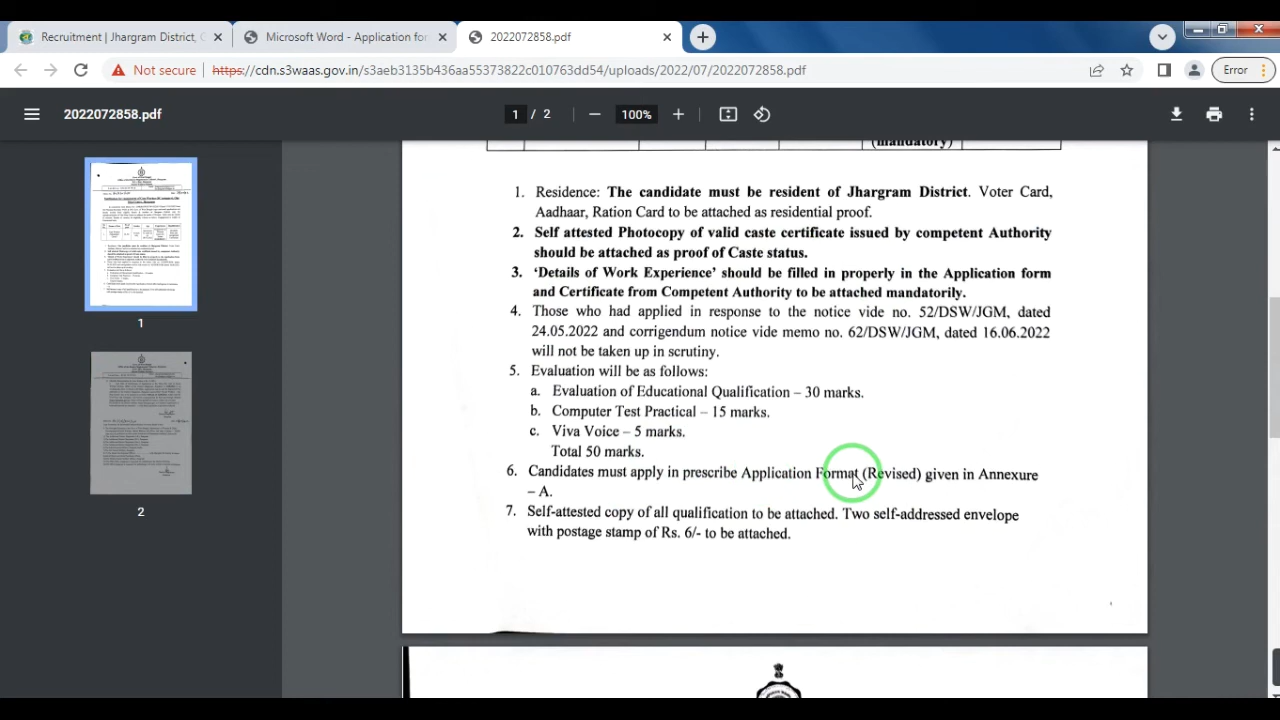 Recruitment | Jhargram District, G
Microsoft Word - Application for
2022072858.pdf
Not secure
https://cdn.s3waas.gov.in/s3aeb3135b436aa55373822c010763dd54/uploads/2022/07/2022072858.pdf
Error
2022072858.pdf
1 / 2
100%
(mandatory)
1. Residence: The candidate must be resident of Jhargram District. Voter Card,
Aadhaar, Ration Card to be attached as residential proof.
2. Self attested Photocopy of valid caste certificate issued by competent Authority
should be attached as proof of Caste status.
3. 'Details of Work Experience' should be filled in properly in the Application form
and Certificate from Competent Authority to be attached mandatorily.
4. Those who had applied in response to the notice vide no. 52/DSW/JGM, dated
24.05.2022 and corrigendum notice vide memo no. 62/DSW/JGM, dated 16.06.2022
will not be taken up in scrutiny.
5. Evaluation will be as follows:
a. Evaluation of Educational Qualification – 30 marks.
b. Computer Test Practical – 15 marks.
c. Viva Voice – 5 marks.
Total 50 marks.
6. Candidates must apply in prescribe Application Format (Revised) given in Annexure
– A.
7. Self-attested copy of all qualification to be attached. Two self-addressed envelope
with postage stamp of Rs. 6/- to be attached.
1
2